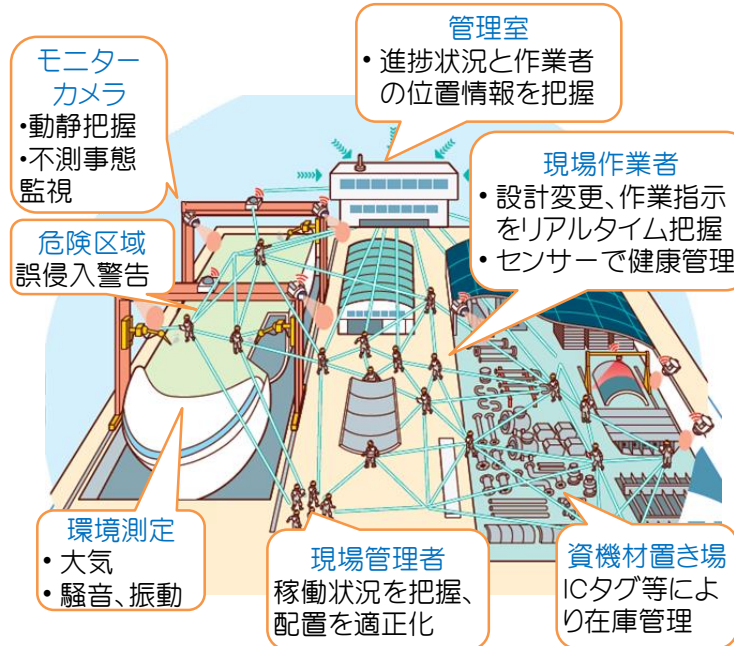 管理室
• 進捗状況と作業者
の位置情報を把握
モニター
カメラ
•動静把握
•不測事態
監視
現場作業者
• 設計変更、作業指示
をリアルタイム把握
• センサーで健康管理
危険区域
誤侵入警告
環境測定
• 大気
• 騒音、振動
現場管理者
稼働状況を把握、
配置を適正化
資機材置き場
ICタグ等によ
り在庫管理